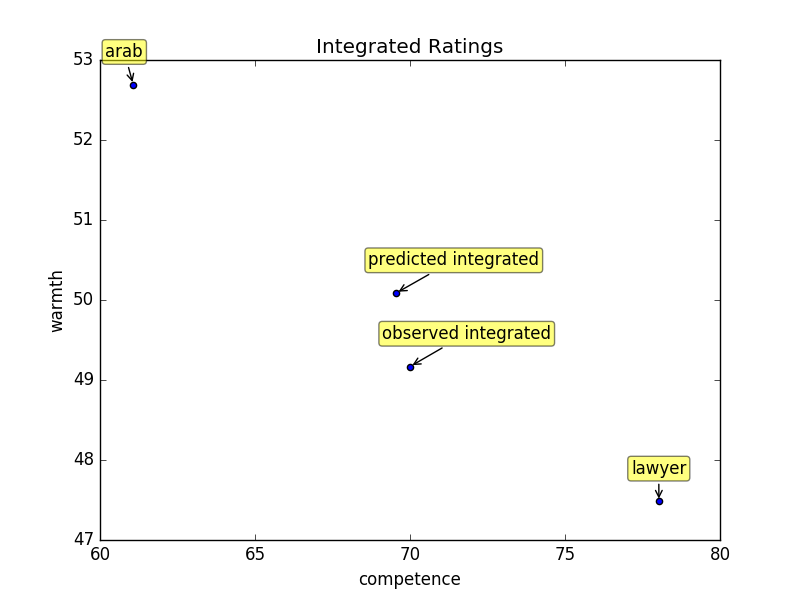 Integrated Ratings
arab
predicted integrated
observed integrated
lawyer
warmth
53
52
51
50
49
48
47
60 65 70 75 80
competence